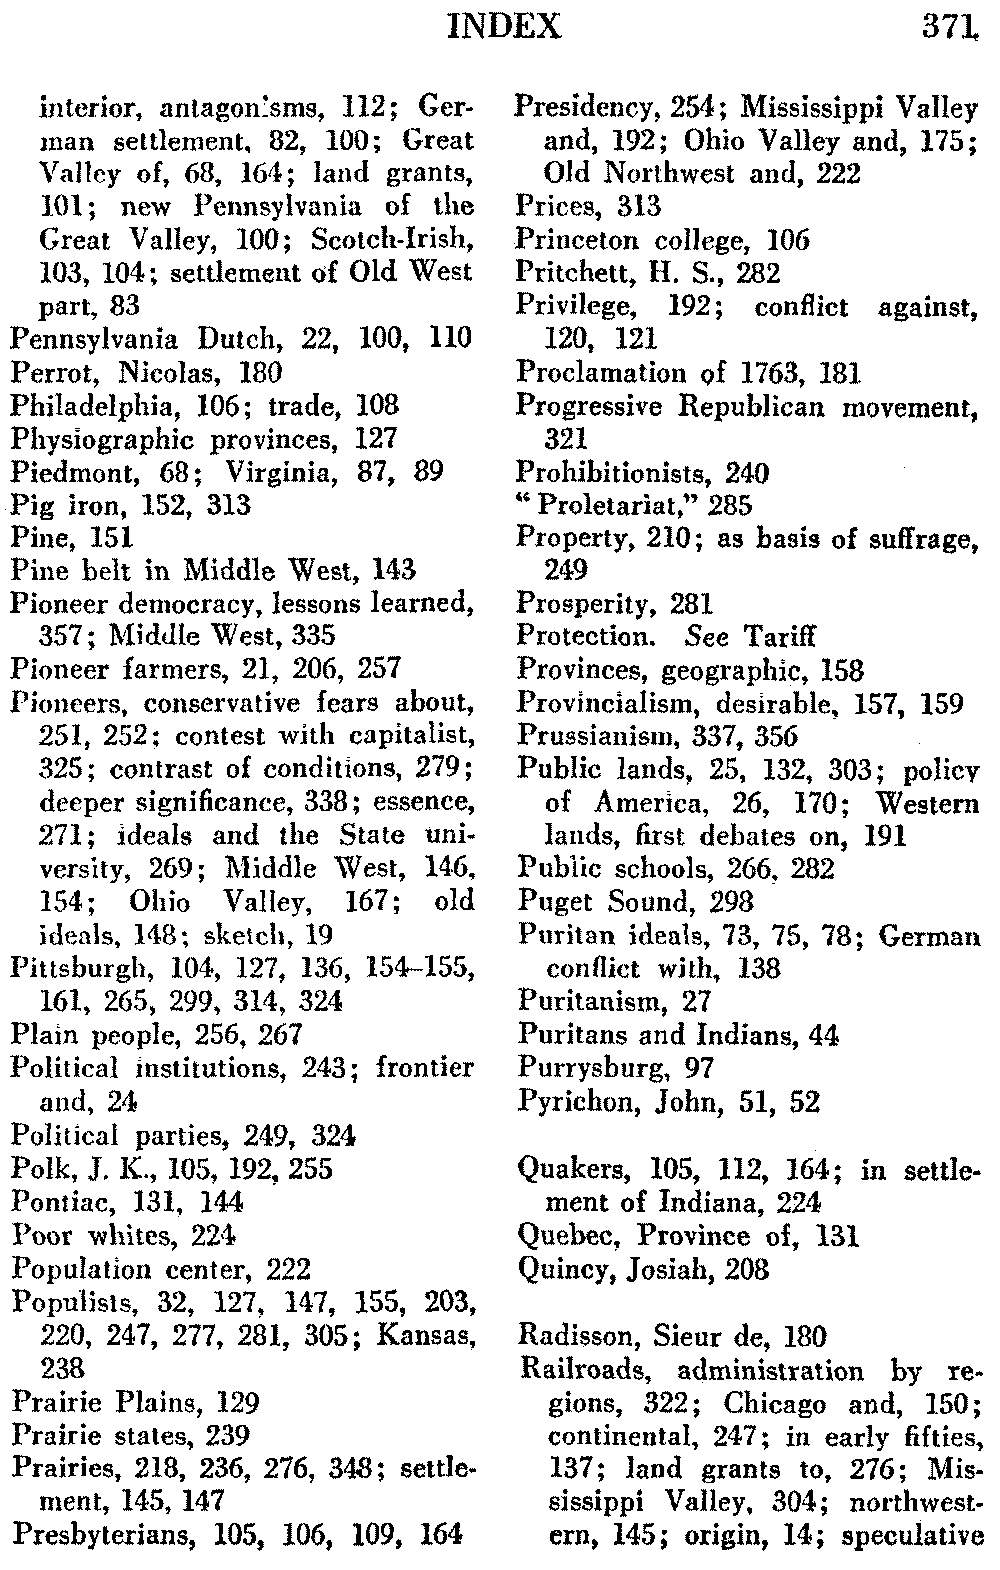 INDEX 371
interior, antagonisms, 112; Ger-
man settlement, 82, 100; Great
Valley of, 68, 164; land grants,
101; new Pennsylvania of the
Great Valley, 100; Scotch-Irish,
103, 104; settlement of Old West
part, 83
Pennsylvania Dutch, 22, 100, 110
Perrot, Nicolas, 180
Philadelphia, 106; trade, 108
Physiographic provinces, 127
Piedmont, 68; Virginia, 87, 89
Pig iron, 152, 313
Pine, 151
Pine belt in Middle West, 143
Pioneer democracy, lessons learned,
357; Middle West, 335
Pioneer farmers, 21, 206, 257
Pioneers, conservative fears about,
251, 252; contest with capitalist,
325; contrast of conditions, 279;
deeper significance, 338; essence,
271; ideals and the State uni-
versity, 269; Middle West, 146,
154; Ohio Valley, 167; old
ideals, 148; sketch, 19
Pittsburgh, 104, 127, 136, 154–155,
161, 265, 299, 314, 324
Plain people, 256, 267
Political institutions, 243; frontier
and, 24
Political parties, 249, 324
Polk, J. K., 105, 192, 255
Pontiac, 131, 144
Poor whites, 224
Population center, 222
Populists, 32, 127, 147, 155, 203,
220, 247, 277, 281, 305; Kansas,
238
Prairie Plains, 129
Prairie states, 239
Prairies, 218, 236, 276, 348; settle-
ment, 145, 147
Presbyterians, 105, 106, 109, 164
Presidency, 254; Mississippi Valley
and, 192; Ohio Valley and, 175;
Old Northwest and, 222
Prices, 313
Princeton college, 106
Pritchett, H. S., 282
Privilege, 192; conflict against,
120, 121
Proclamation of 1763, 181
Progressive Republican movement,
321
Prohibitionists, 240
“Proletariat,” 285
Property, 210; as basis of suffrage,
249
Prosperity, 281
Protection. See Tariff
Provinces, geographic, 158
Provincialism, desirable, 157, 159
Prussianism, 337, 356
Public lands, 25, 132, 303; policy
of America, 26, 170; Western
lands, first debates on, 191
Public schools, 266, 282
Puget Sound, 298
Puritan ideals, 73, 75, 78; German
conflict with, 138
Puritanism, 27
Puritans and Indians, 44
Purrysburg, 97
Pyrichon, John, 51, 52
Quakers, 105, 112, 164; in settle-
ment of Indiana, 224
Quebec, Province of, 131
Quincy, Josiah, 208
Radisson, Sieur de, 180
Railroads, administration by re-
gions, 322; Chicago and, 150;
continental, 247; in early fifties,
137; land grants to, 276; Mis-
sissippi Valley, 304; northwest-
ern, 145; origin, 14; speculative